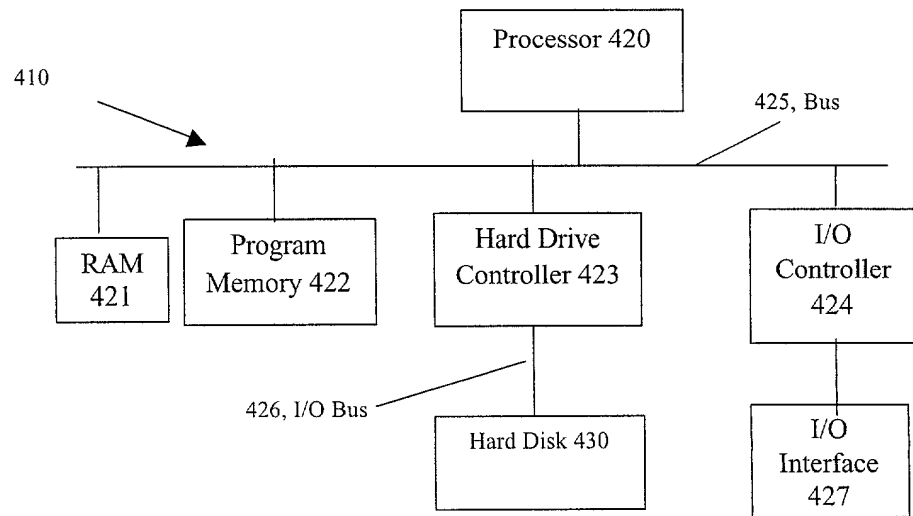 Processor 420
410
425, Bus
RAM
421
Program
Memory 422
Hard Drive
Controller 423
I/O
Controller
424
426, I/O Bus
Hard Disk 430
I/O
Interface
427